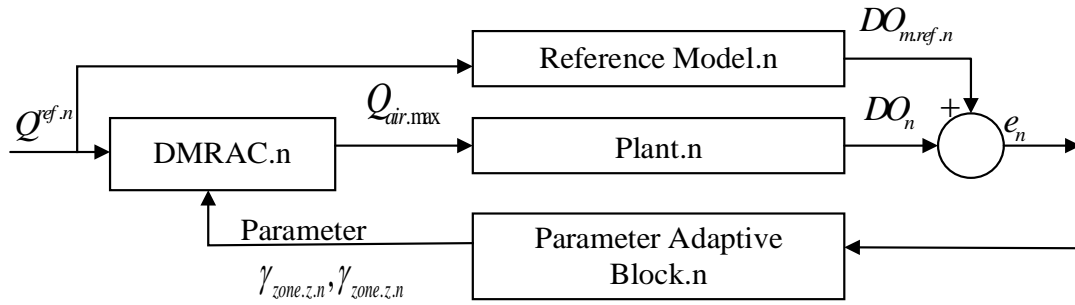 DO_{m.ref.n}
Reference Model.n
Q^{ref.n}
Q_{air.max}
+
DO_n
e_n
DMRAC.n
Plant.n
Parameter
Parameter Adaptive
Block.n
γ_{zone.z.n}, γ_{zone.z.n}